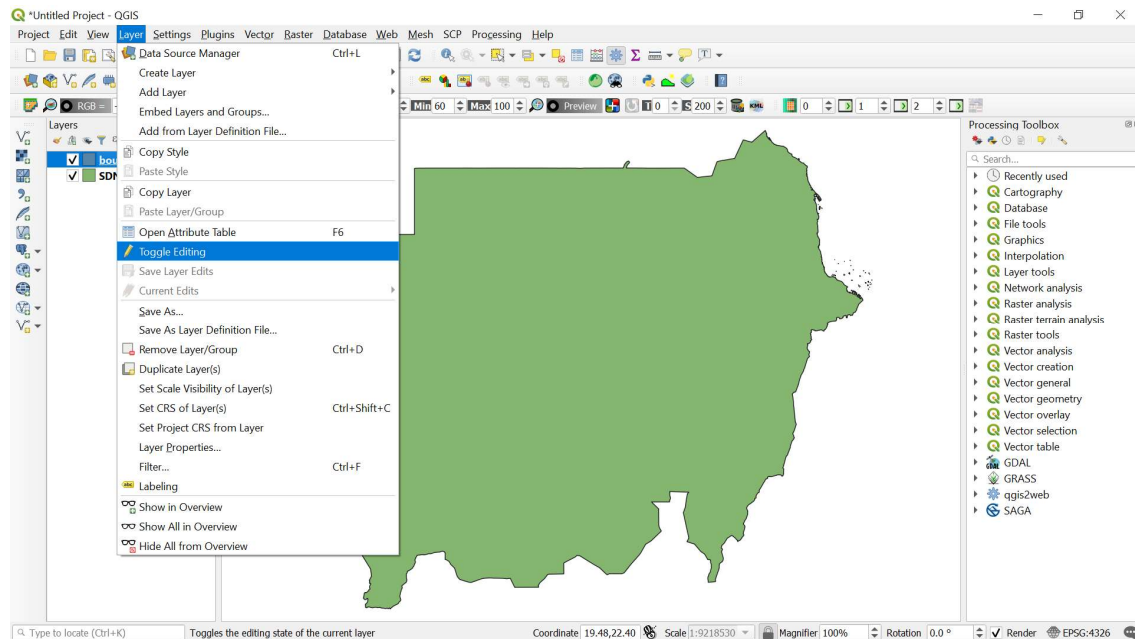 *Untitled Project - QGIS
Project Edit View Layer Settings Plugins Vector Raster Database Web Mesh SCP Processing Help
RGB =
Min 60 Max 100 Preview T 0 S 200 KML 0 1 2
Layers
bou
SDN
Data Source Manager Ctrl+L
Create Layer
Add Layer
Embed Layers and Groups...
Add from Layer Definition File...
Copy Style
Paste Style
Copy Layer
Paste Layer/Group
Open Attribute Table F6
Toggle Editing
Save Layer Edits
Current Edits
Save As...
Save As Layer Definition File...
Remove Layer/Group Ctrl+D
Duplicate Layer(s)
Set Scale Visibility of Layer(s)
Set CRS of Layer(s) Ctrl+Shift+C
Set Project CRS from Layer
Layer Properties...
Filter... Ctrl+F
Labeling
Show in Overview
Show All in Overview
Hide All from Overview
Processing Toolbox
Search...
Recently used
Cartography
Database
File tools
Graphics
Interpolation
Layer tools
Network analysis
Raster analysis
Raster terrain analysis
Raster tools
Vector analysis
Vector creation
Vector general
Vector geometry
Vector overlay
Vector selection
Vector table
GDAL
GRASS
qgis2web
SAGA
Type to locate (Ctrl+K) Toggles the editing state of the current layer Coordinate 19.48,22.40 Scale 1:9218530 Magnifier 100% Rotation 0.0 ° Render EPSG:4326